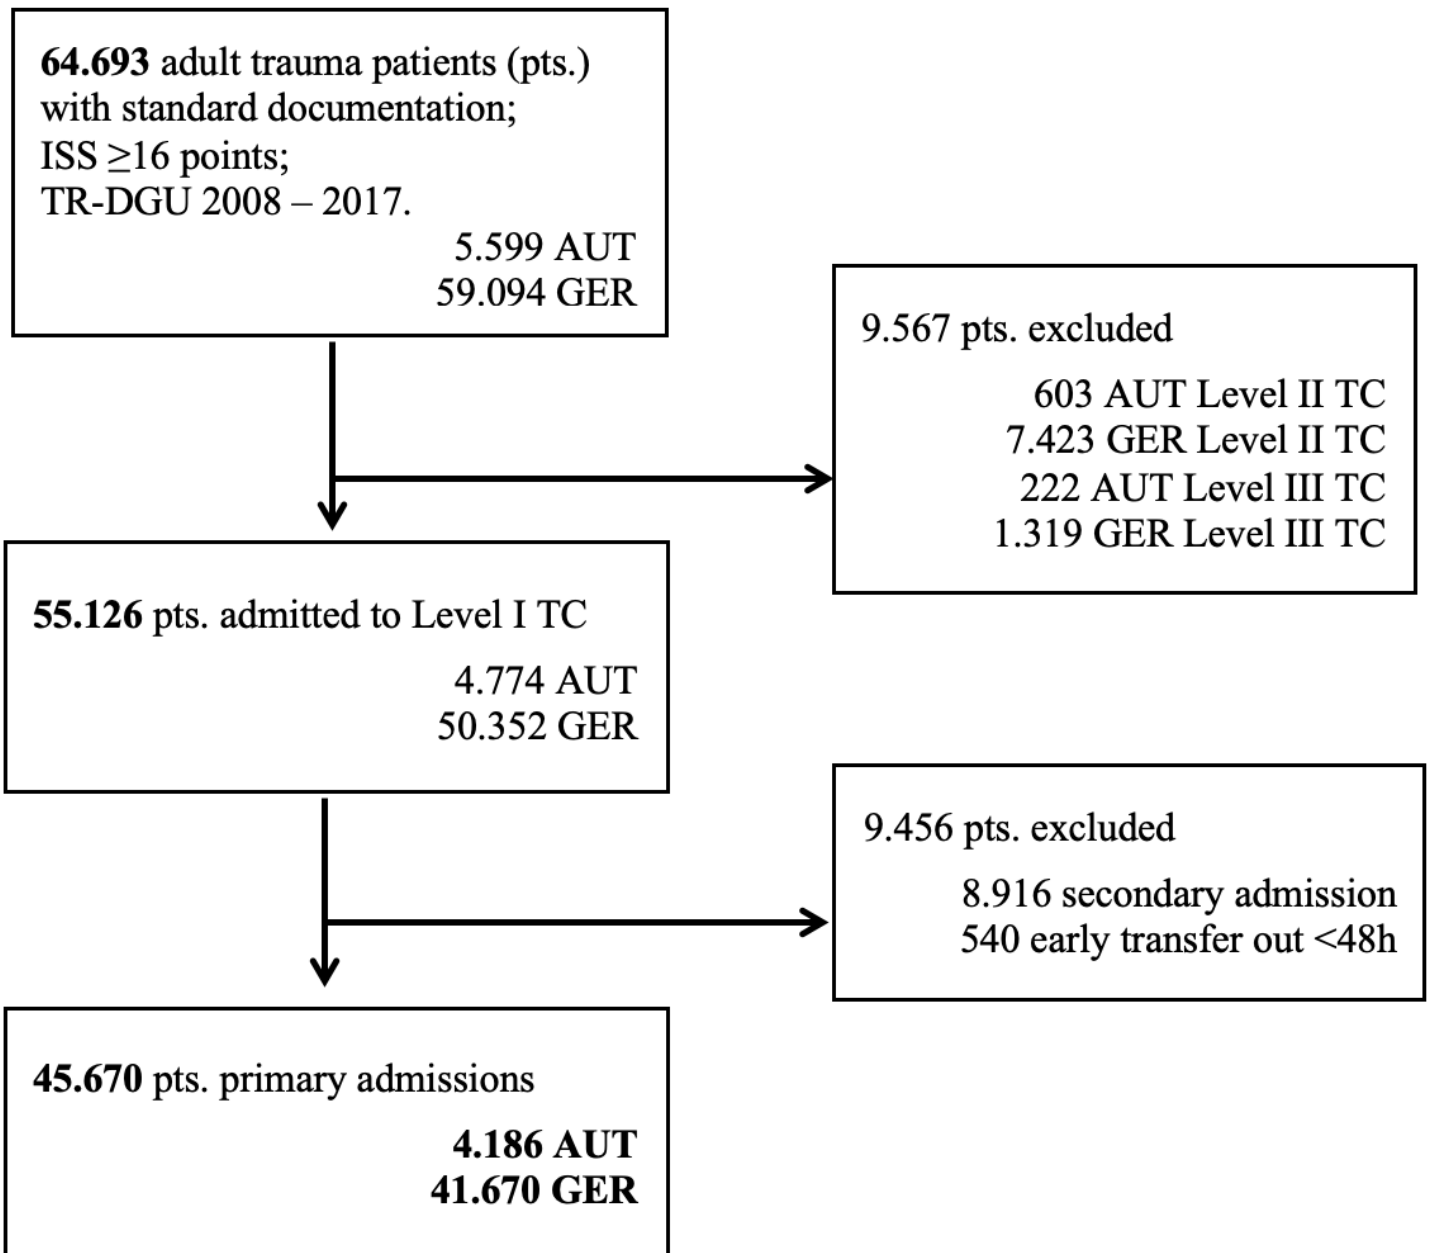 64.693 adult trauma patients (pts.)
with standard documentation;
ISS ≥16 points;
TR-DGU 2008 – 2017.
5.599 AUT
59.094 GER
9.567 pts. excluded
603 AUT Level II TC
7.423 GER Level II TC
222 AUT Level III TC
1.319 GER Level III TC
55.126 pts. admitted to Level I TC
4.774 AUT
50.352 GER
9.456 pts. excluded
8.916 secondary admission
540 early transfer out <48h
45.670 pts. primary admissions
4.186 AUT
41.670 GER